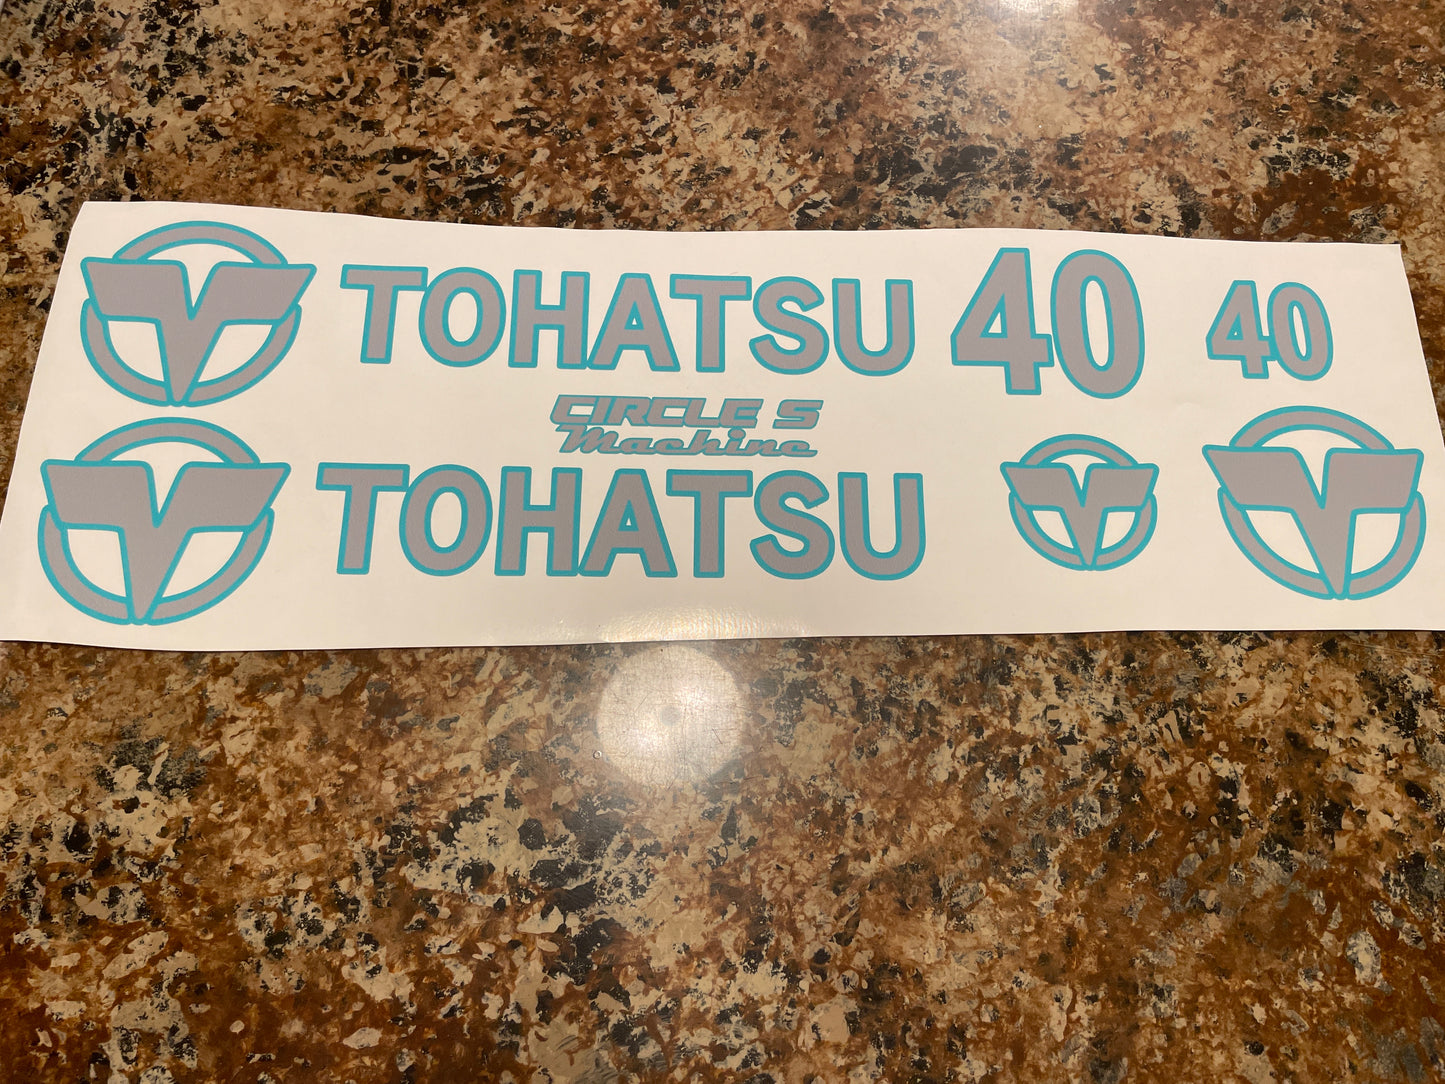 TOHATSU 40 40
CIRCLE S
Machine
TOHATSU